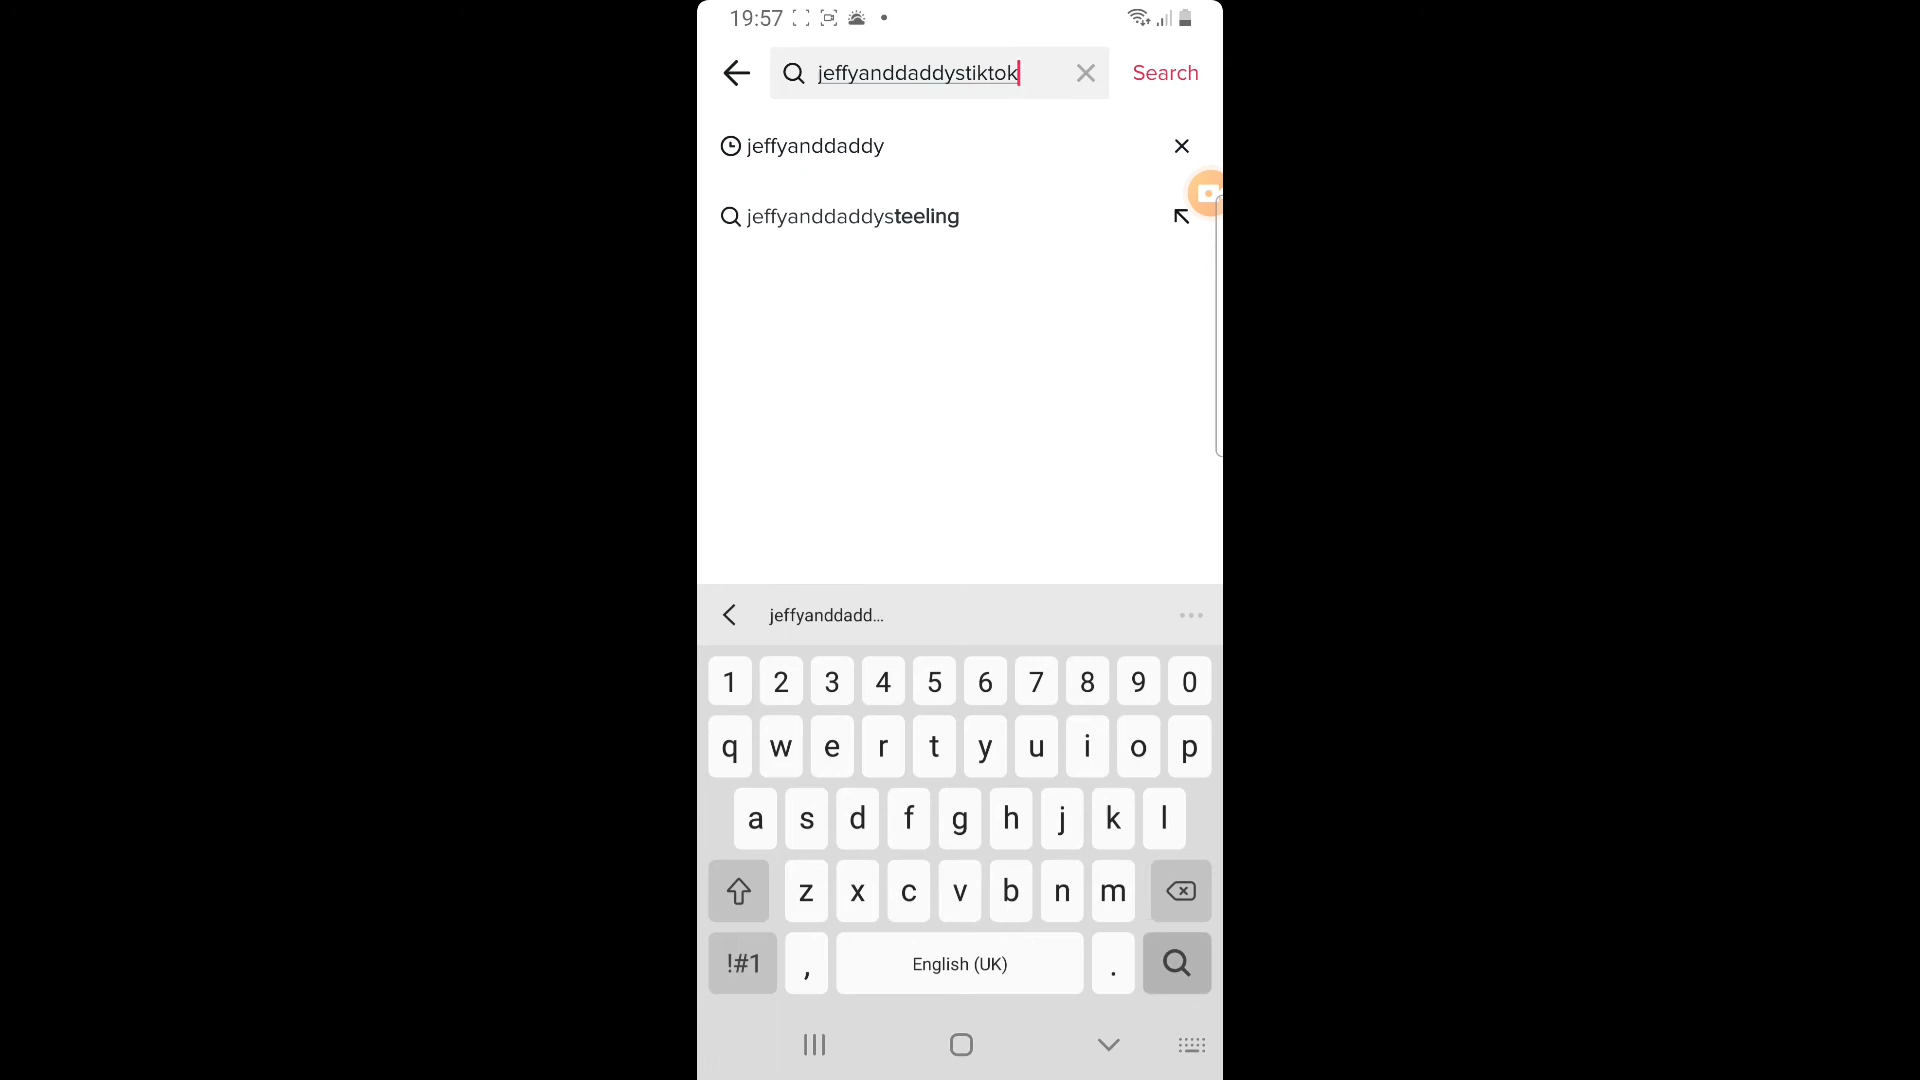 19:57
jeffyanddaddystiktok
Search
jeffyanddaddy
jeffyanddaddysteeling
jeffyanddadd...
1 2 3 4 5 6 7 8 9 0
q w e r t y u i o p
a s d f g h j k l
z x c v b n m
!#1 , English (UK) .